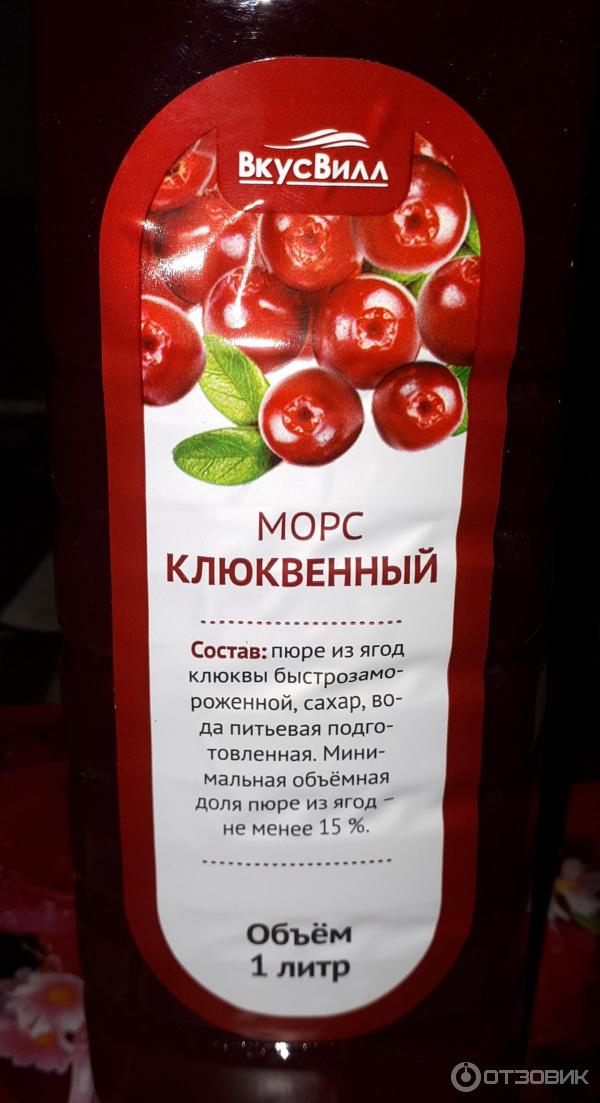 ВкусВилл
МОРС
КЛЮКВЕННЫЙ
Состав: пюре из ягод
клюквы быстрозамо-
роженной, сахар, во-
да питьевая подго-
товленная. Мини-
мальная объёмная
доля пюре из ягод –
не менее 15 %.
Объём
1 литр
ОТЗОВИК